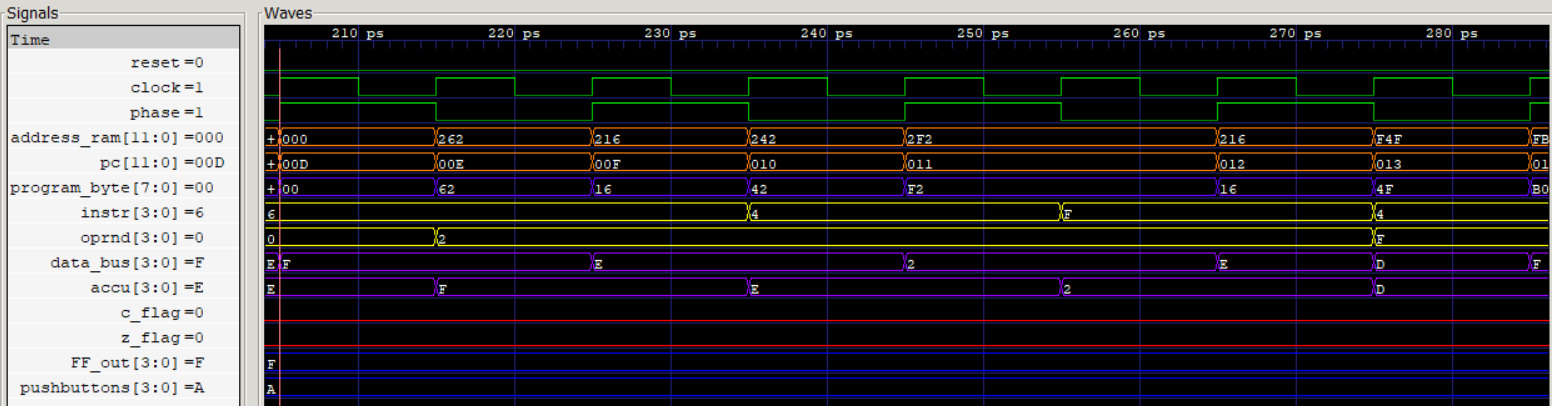 Signals
Waves
Time
210 ps 220 ps 230 ps 240 ps 250 ps 260 ps 270 ps 280 ps
reset=0
clock=1
phase=1
address_ram[11:0]=000 + 000 262 216 242 2F2 216 F4F FB
pc[11:0]=00D + 00D 00E 00F 010 011 012 013 01
program_byte[7:0]=00 + 00 62 16 42 F2 16 4F B0
instr[3:0]=6 6 4 F 4
oprnd[3:0]=0 0 2 F
data_bus[3:0]=F E F E 2 E D F
accu[3:0]=E E F E 2 D
c_flag=0
z_flag=0
FF_out[3:0]=F F
pushbuttons[3:0]=A A